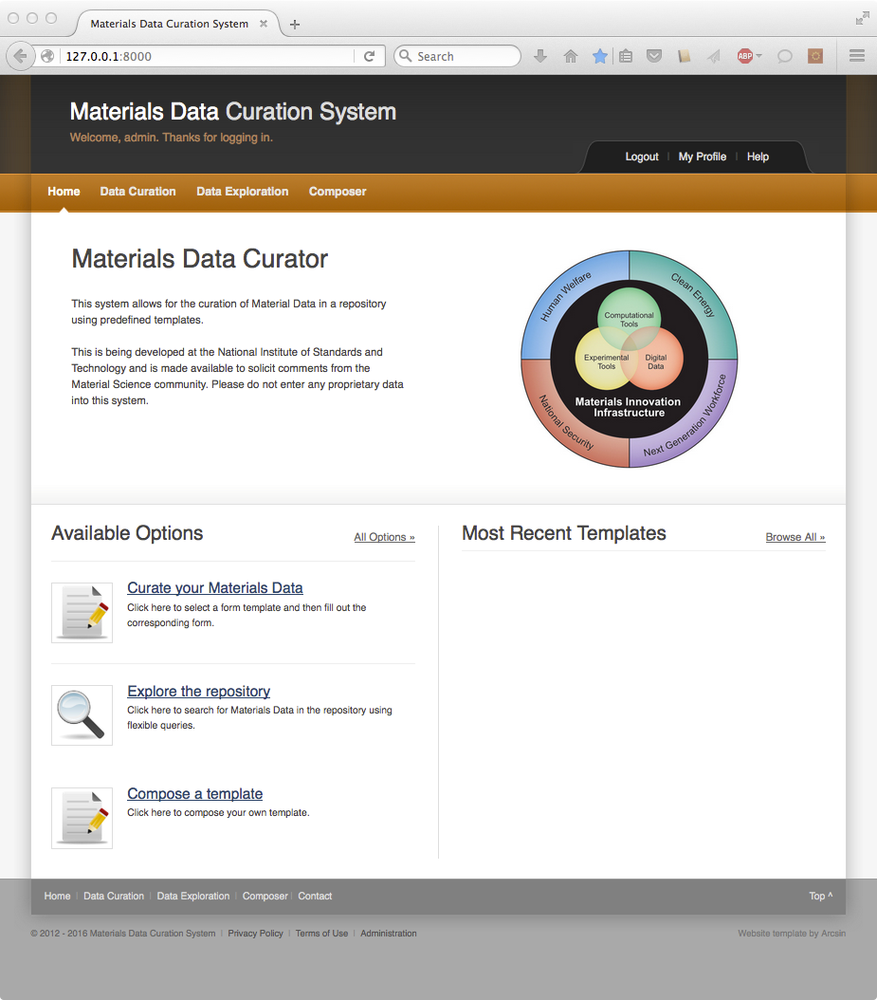 Materials Data Curation System
127.0.0.1:8000
Search
ABP
Materials Data Curation System
Welcome, admin. Thanks for logging in.
Logout | My Profile | Help
Home Data Curation Data Exploration Composer
Materials Data Curator
This system allows for the curation of Material Data in a repository
using predefined templates.
This is being developed at the National Institute of Standards and
Technology and is made available to solicit comments from the
Material Science community. Please do not enter any proprietary data
into this system.
Human Welfare
Clean Energy
Computational
Tools
Experimental
Tools
Digital
Data
Materials Innovation
Infrastructure
National Security
Next Generation Workforce
Available Options
All Options »
Curate your Materials Data
Click here to select a form template and then fill out the
corresponding form.
Explore the repository
Click here to search for Materials Data in the repository using
flexible queries.
Compose a template
Click here to compose your own template.
Most Recent Templates
Browse All »
Home | Data Curation | Data Exploration | Composer | Contact
Top ^
© 2012 - 2016 Materials Data Curation System | Privacy Policy | Terms of Use | Administration
Website template by Arcsin